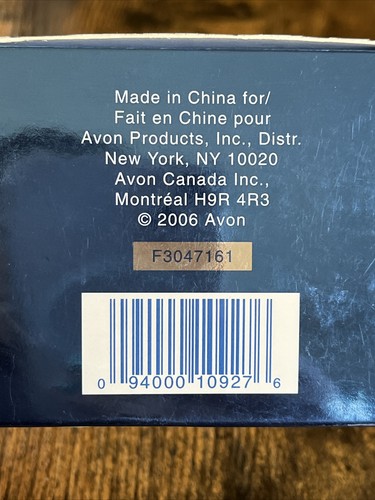 Made in China for/
Fait en Chine pour
Avon Products, Inc., Distr.
New York, NY 10020
Avon Canada Inc.,
Montréal H9R 4R3
© 2006 Avon
F3047161
0 94000 10927 6